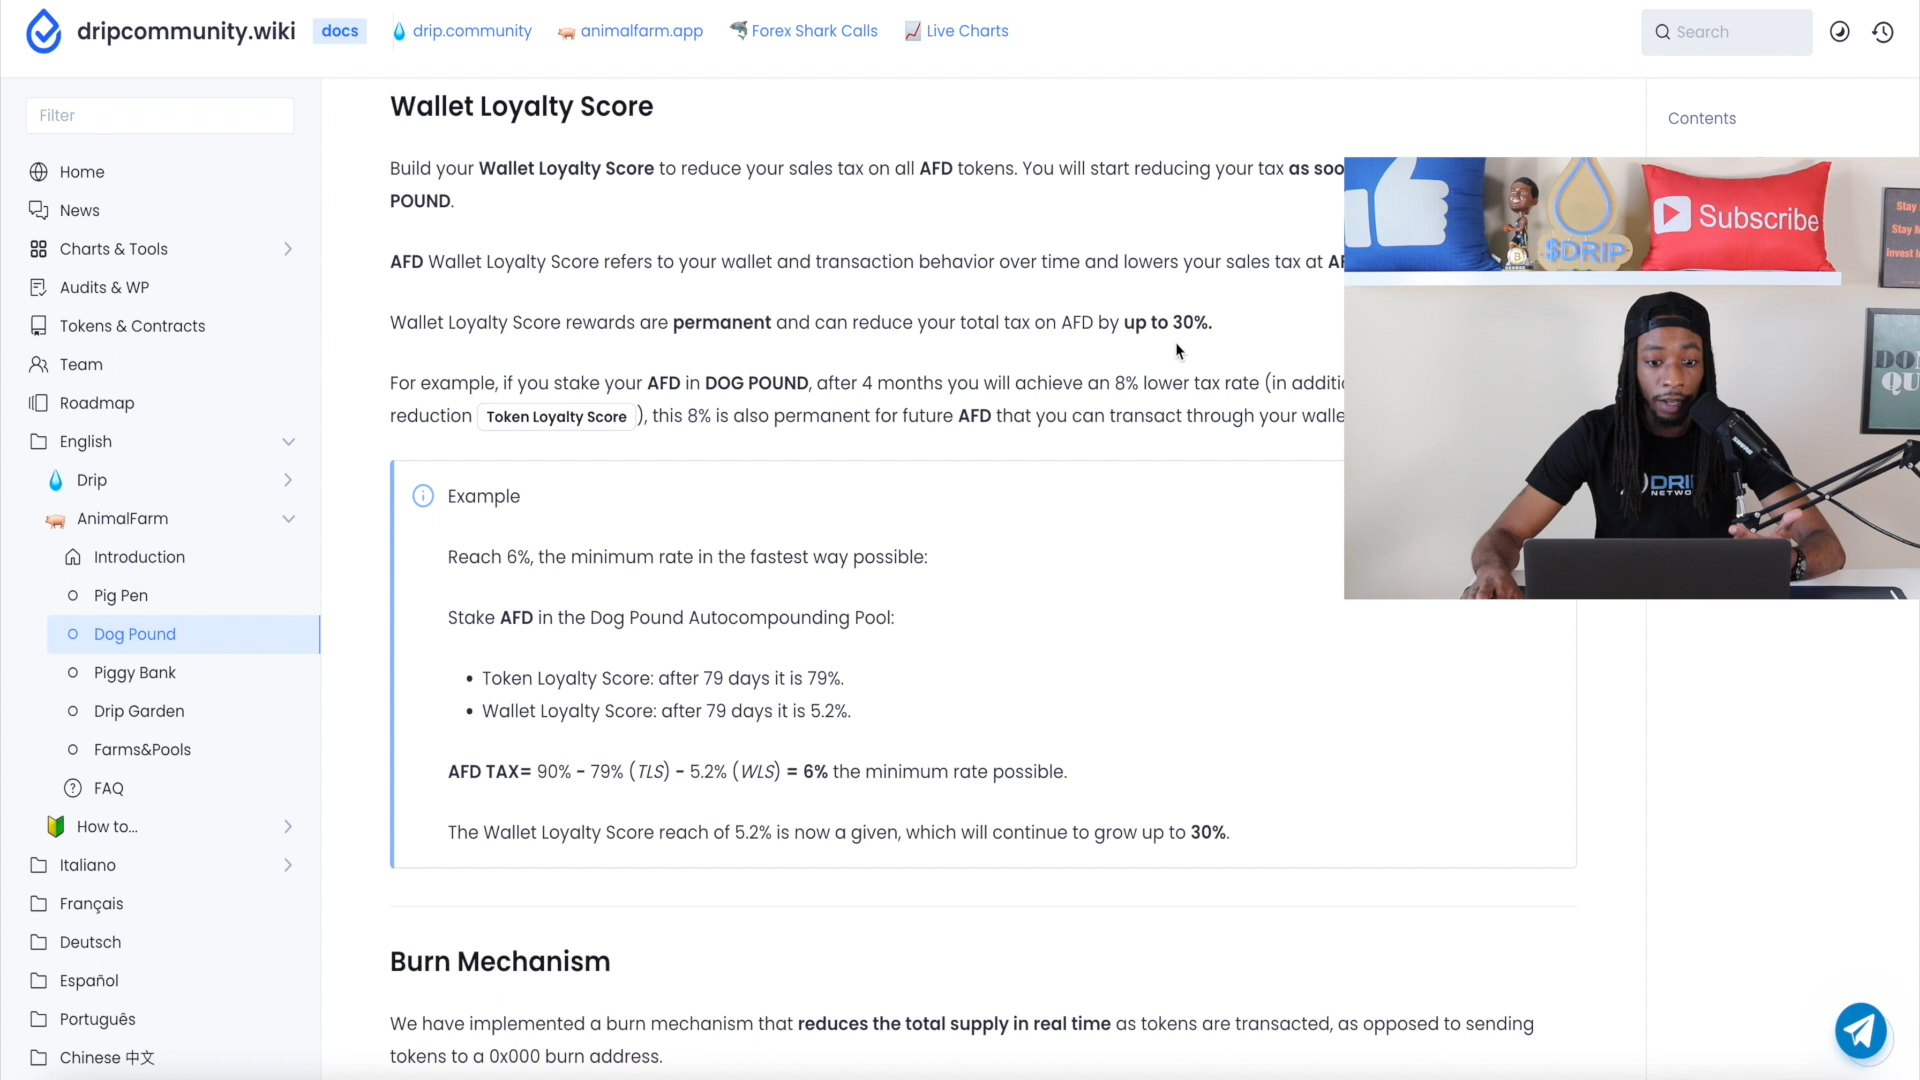 dripcommunity.wiki docs drip.community animalfarm.app Forex Shark Calls Live Charts Search
Filter
Home
News
Charts & Tools
Audits & WP
Tokens & Contracts
Team
Roadmap
English
Drip
AnimalFarm
Introduction
Pig Pen
Dog Pound
Piggy Bank
Drip Garden
Farms&Pools
FAQ
How to...
Italiano
Français
Deutsch
Español
Português
Chinese 中文
Wallet Loyalty Score
Build your Wallet Loyalty Score to reduce your sales tax on all AFD tokens. You will start reducing your tax as soo
POUND.
AFD Wallet Loyalty Score refers to your wallet and transaction behavior over time and lowers your sales tax at
Wallet Loyalty Score rewards are permanent and can reduce your total tax on AFD by up to 30%.
For example, if you stake your AFD in DOG POUND, after 4 months you will achieve an 8% lower tax rate (in additi
reduction Token Loyalty Score ), this 8% is also permanent for future AFD that you can transact through your walle
Example
Reach 6%, the minimum rate in the fastest way possible:
Stake AFD in the Dog Pound Autocompounding Pool:
• Token Loyalty Score: after 79 days it is 79%.
• Wallet Loyalty Score: after 79 days it is 5.2%.
AFD TAX= 90% - 79% (TLS) - 5.2% (WLS) = 6% the minimum rate possible.
The Wallet Loyalty Score reach of 5.2% is now a given, which will continue to grow up to 30%.
Burn Mechanism
We have implemented a burn mechanism that reduces the total supply in real time as tokens are transacted, as opposed to sending
tokens to a 0x000 burn address.
Contents
$DRIP
Subscribe
Stay
Stay
Invest
DRI
NETWO
DO
QU